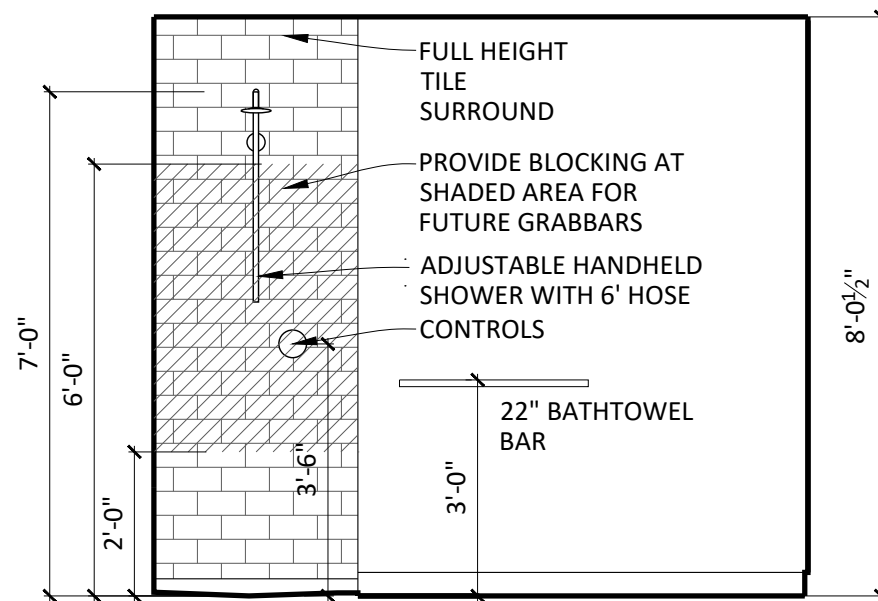 FULL HEIGHT
TILE
SURROUND
PROVIDE BLOCKING AT
SHADED AREA FOR
FUTURE GRABBARS
ADJUSTABLE HANDHELD
SHOWER WITH 6' HOSE
CONTROLS
22" BATHTOWEL
BAR
7'-0"
6'-0"
2'-0"
3'-6"
3'-0"
8'-0½"